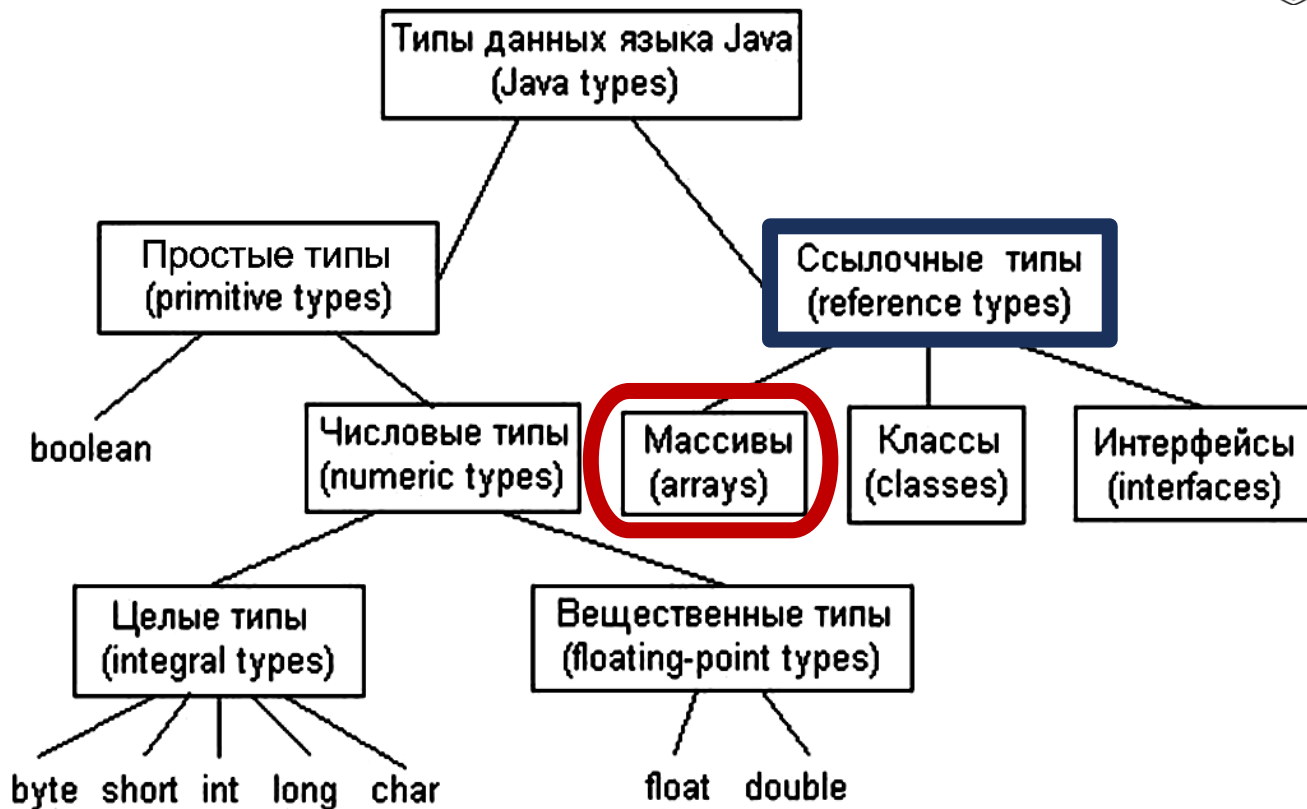 Типы данных языка Java
(Java types)
Простые типы
(primitive types)
Ссылочные типы
(reference types)
boolean
Числовые типы
(numeric types)
Массивы
(arrays)
Классы
(classes)
Интерфейсы
(interfaces)
Целые типы
(integral types)
Вещественные типы
(floating-point types)
byte short int long char
float double